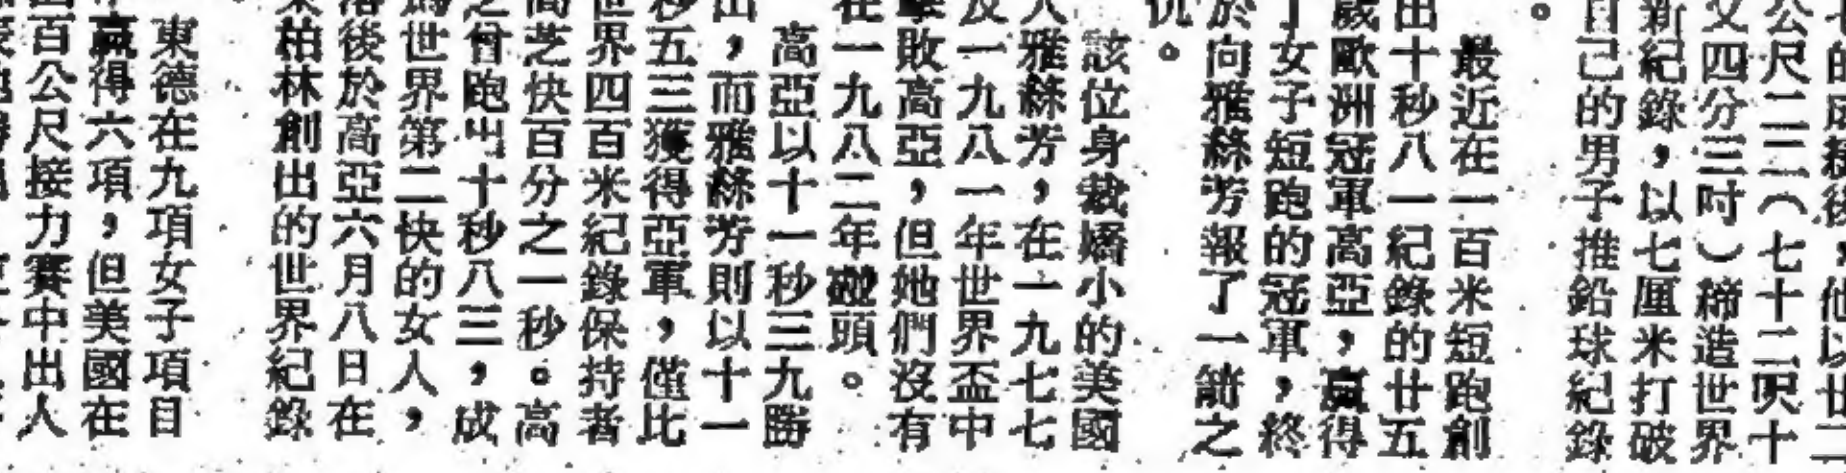 公尺二二（七十二呎十
又四分三吋）締造世界
新紀錄，以七厘米打破
自己的男子推鉛球紀錄
。
最近在一百米短跑創
出十秒八一紀錄的廿五
歲歐洲冠軍高亞，贏得
了女子短跑的冠軍，終
於向雅絲芳報了一箭之
仇。
該位身裁嬌小的美國
人雅絲芳，在一九七七
及一九八一年世界盃中
擊敗高亞，但她們沒有
在一九八二年碰頭。
高亞以十一秒三九勝
出，而雅絲芳則以十一
秒五三獲得亞軍，僅比
世界四百米紀錄保持者
高芝快百分之一秒。高
之曾跑出十秒八三，成
為世界第二快的女人，
落後於高亞六月八日在
東柏林創出的世界紀錄
。
東德在九項女子項目
中贏得六項，但美國在
四百公尺接力賽中出人